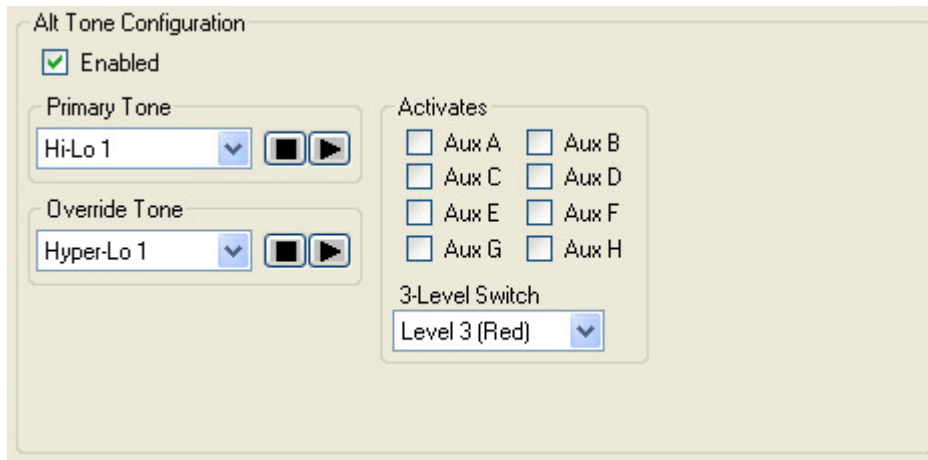 Alt Tone Configuration
Enabled
Primary Tone
Hi-Lo 1
Override Tone
Hyper-Lo 1
Activates
Aux A Aux B
Aux C Aux D
Aux E Aux F
Aux G Aux H
3-Level Switch
Level 3 (Red)